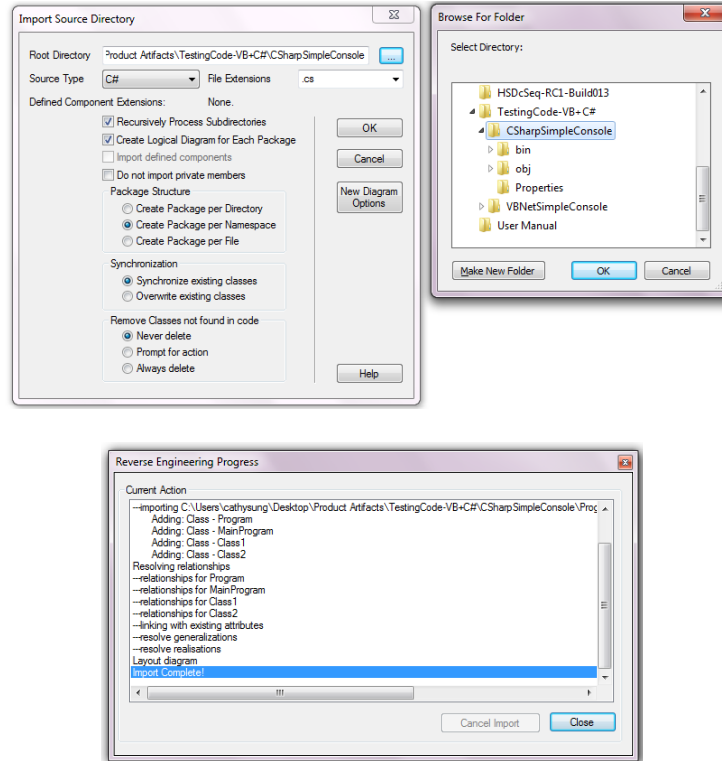 Import Source Directory
Root Directory
Product Artifacts\TestingCode-VB+C#\CSharpSimpleConsole
...
Source Type
C#
File Extensions
.cs
Defined Component Extensions:
None.
Recursively Process Subdirectories
Create Logical Diagram for Each Package
Import defined components
Do not import private members
Package Structure
Create Package per Directory
Create Package per Namespace
Create Package per File
Synchronization
Synchronize existing classes
Overwrite existing classes
Remove Classes not found in code
Never delete
Prompt for action
Always delete
OK
Cancel
New Diagram
Options
Help
Browse For Folder
Select Directory:
HSDcSeq-RC1-Build013
TestingCode-VB+C#
CSharpSimpleConsole
bin
obj
Properties
VBNetSimpleConsole
User Manual
Make New Folder
OK
Cancel
Reverse Engineering Progress
Current Action
---importing C:\Users\cathysung\Desktop\Product Artifacts\TestingCode-VB+C#\CSharpSimpleConsole\Prog
Adding: Class - Program
Adding: Class - MainProgram
Adding: Class - Class1
Adding: Class - Class2
Resolving relationships
---relationships for Program
---relationships for MainProgram
---relationships for Class1
---relationships for Class2
---linking with existing attributes
---resolve generalizations
---resolve realisations
Layout diagram
Import Complete!
Cancel Import
Close